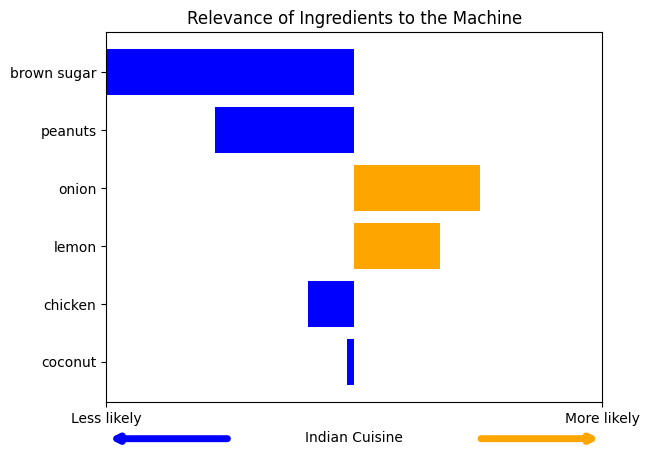 Relevance of Ingredients to the Machine
brown sugar
peanuts
onion
lemon
chicken
coconut
Less likely
More likely
Indian Cuisine